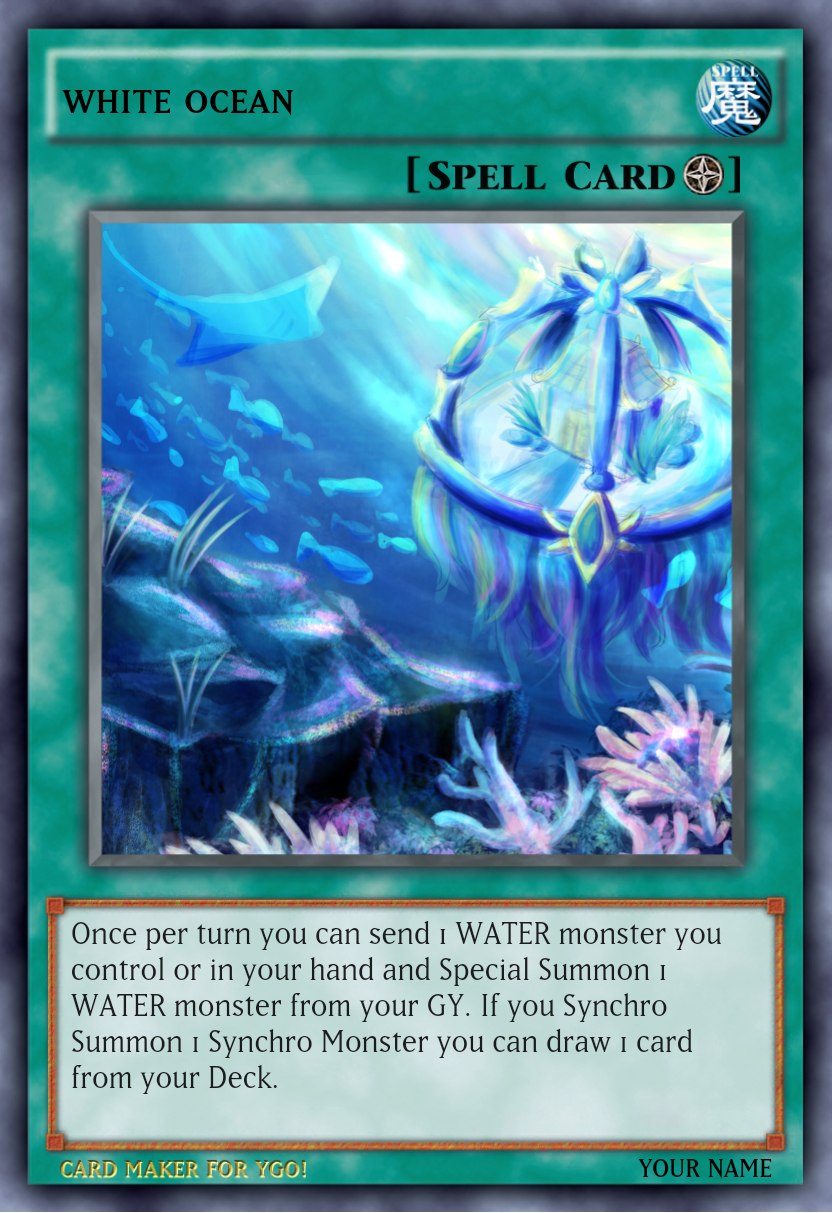 WHITE OCEAN
SPELL
魔
[SPELL CARD]
Once per turn you can send 1 WATER monster you
control or in your hand and Special Summon 1
WATER monster from your GY. If you Synchro
Summon 1 Synchro Monster you can draw 1 card
from your Deck.
CARD MAKER FOR YGO!
YOUR NAME